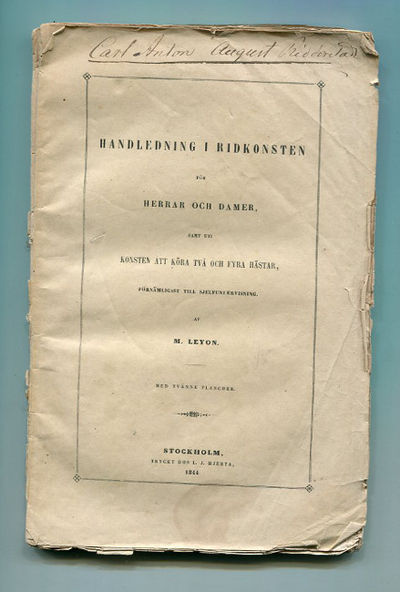 Carl Anton August Ridderstad
HANDLEDNING I RIDKONSTEN
FÖR
HERRAR OCH DAMER,
SAMT UTI
KONSTEN ATT KÖRA TVÅ OCH FYRA HÄSTAR,
FÖRNÄMLIGAST TILL SJELFUNDERVISNING.
AF
M. LEYON.
MED TVÄNNE PLANCHER.
STOCKHOLM,
TRYCKT HOS L. J. HJERTA,
1844